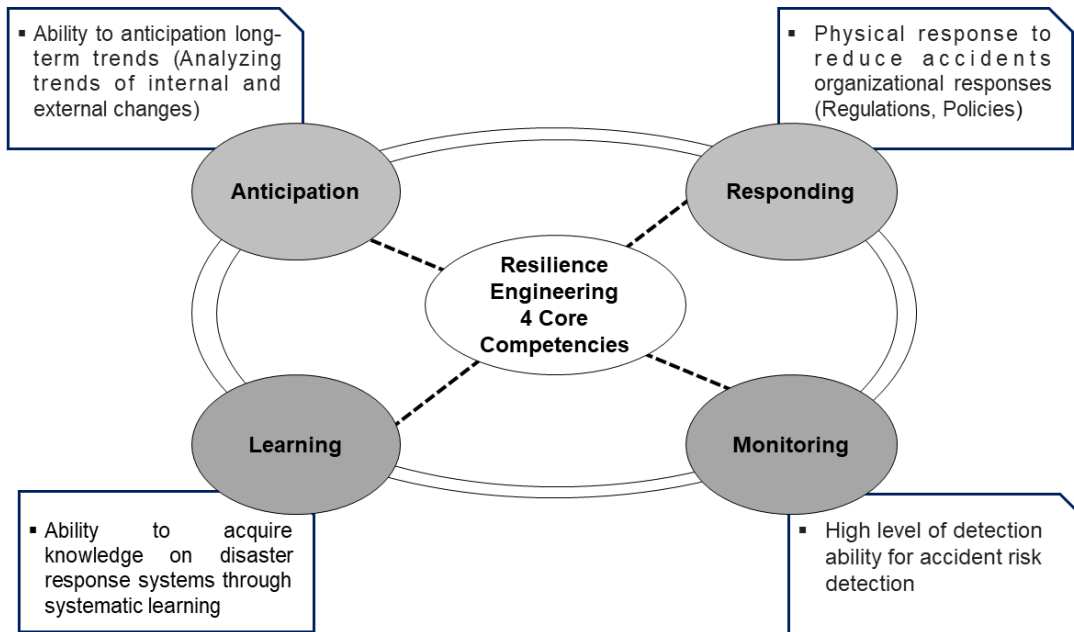 ▪ Ability to anticipation long-
term trends (Analyzing
trends of internal and
external changes)
▪ Physical response to
reduce accidents
organizational responses
(Regulations, Policies)
Anticipation
Responding
Resilience
Engineering
4 Core
Competencies
Learning
Monitoring
▪ Ability to acquire
knowledge on disaster
response systems through
systematic learning
▪ High level of detection
ability for accident risk
detection